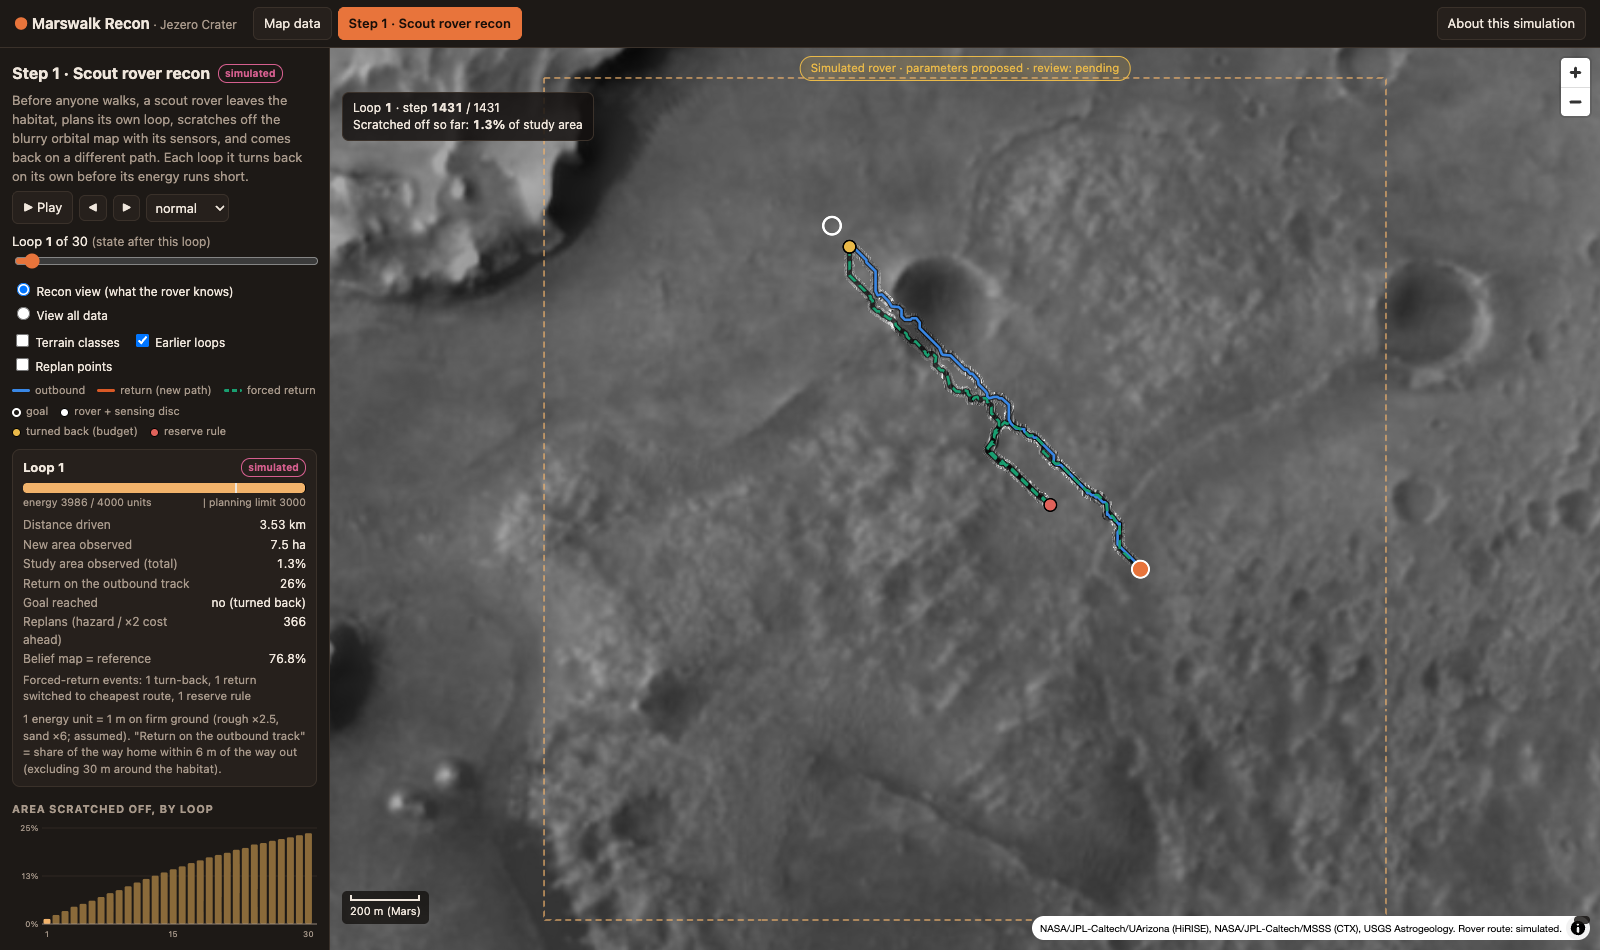 Marswalk Recon · Jezero Crater
Map data
Step 1 · Scout rover recon
About this simulation
Step 1 · Scout rover recon
simulated
Before anyone walks, a scout rover leaves the
habitat, plans its own loop, scratches off the
blurry orbital map with its sensors, and comes
back on a different path. Each loop it turns back
on its own before its energy runs short.
Play
normal
Loop 1 of 30 (state after this loop)
Recon view (what the rover knows)
View all data
Terrain classes
Earlier loops
Replan points
outbound
return (new path)
forced return
goal
rover + sensing disc
turned back (budget)
reserve rule
Loop 1
simulated
energy 3986 / 4000 units
| planning limit 3000
Distance driven 3.53 km
New area observed 7.5 ha
Study area observed (total) 1.3%
Return on the outbound track 26%
Goal reached no (turned back)
Replans (hazard / ×2 cost 366
ahead)
Belief map = reference 76.8%
Forced-return events: 1 turn-back, 1 return
switched to cheapest route, 1 reserve rule
1 energy unit = 1 m on firm ground (rough ×2.5,
sand ×6; assumed). "Return on the outbound track"
= share of the way home within 6 m of the way out
(excluding 30 m around the habitat).
AREA SCRATCHED OFF, BY LOOP
25%
13%
0%
1
15
30
Simulated rover · parameters proposed · review: pending
Loop 1 · step 1431 / 1431
Scratched off so far: 1.3% of study area
+
−
200 m (Mars)
NASA/JPL-Caltech/UArizona (HiRISE), NASA/JPL-Caltech/MSSS (CTX), USGS Astrogeology. Rover route: simulated.